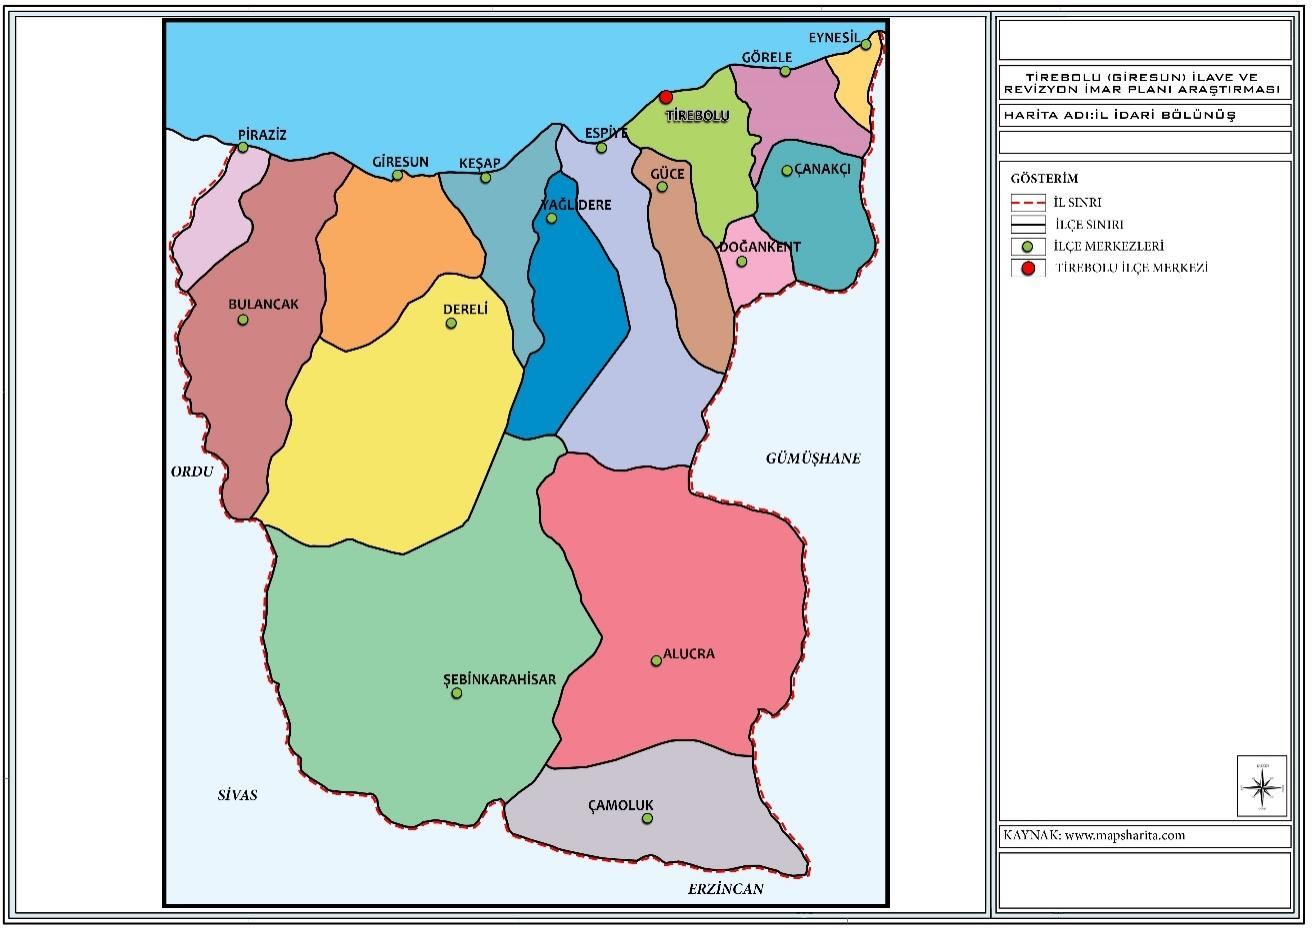 EYNESİL
GÖRELE
TİREBOLU
PİRAZİZ
ESPİYE
GİRESUN
KEŞAP
GÜCE
ÇANAKÇI
YAĞLIDERE
DOĞANKENT
BULANCAK
DERELİ
ORDU
GÜMÜŞHANE
ALUCRA
ŞEBİNKARAHİSAR
SİVAS
ÇAMOLUK
ERZİNCAN
TİREBOLU (GİRESUN) İLAVE VE
REVİZYON İMAR PLANI ARAŞTIRMASI
HARİTA ADI:İL İDARİ BÖLÜNÜŞ
GÖSTERİM
İL SINRI
İLÇE SINIRI
İLÇE MERKEZLERİ
TİREBOLU İLÇE MERKEZİ
KAYNAK: www.mapsharita.com